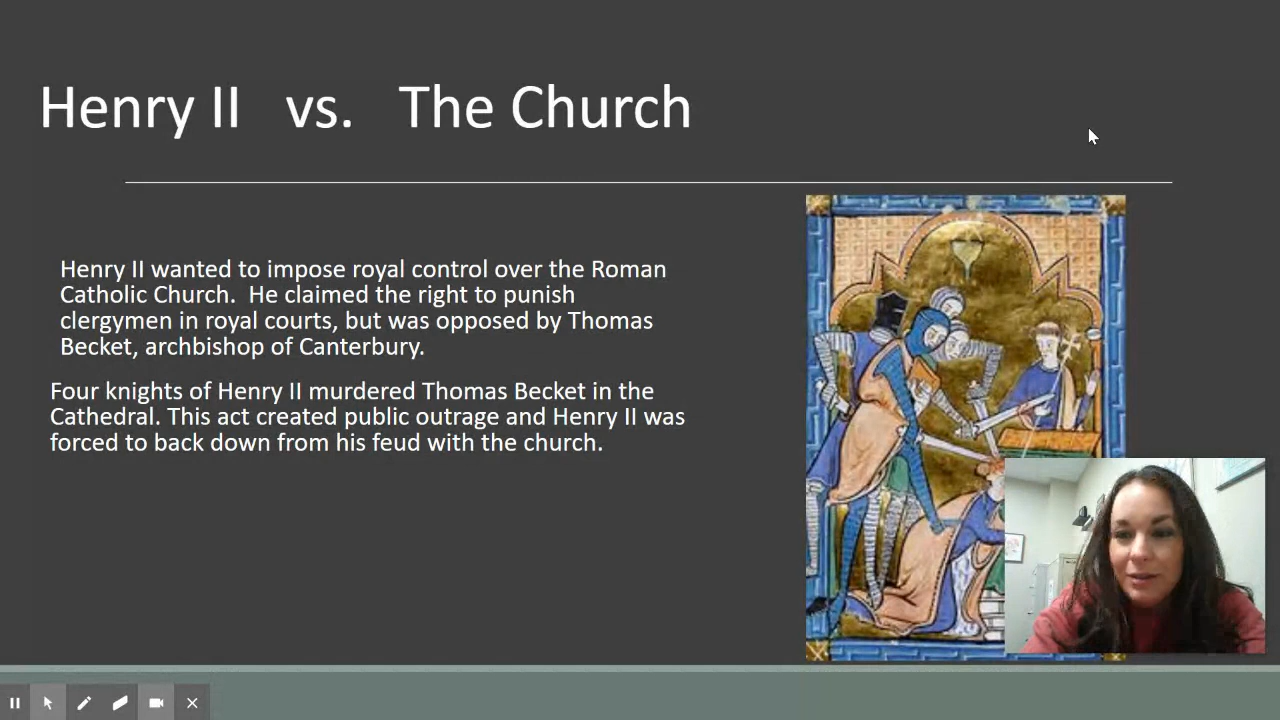 Henry II vs. The Church
Henry II wanted to impose royal control over the Roman
Catholic Church. He claimed the right to punish
clergymen in royal courts, but was opposed by Thomas
Becket, archbishop of Canterbury.
Four knights of Henry II murdered Thomas Becket in the
Cathedral. This act created public outrage and Henry II was
forced to back down from his feud with the church.